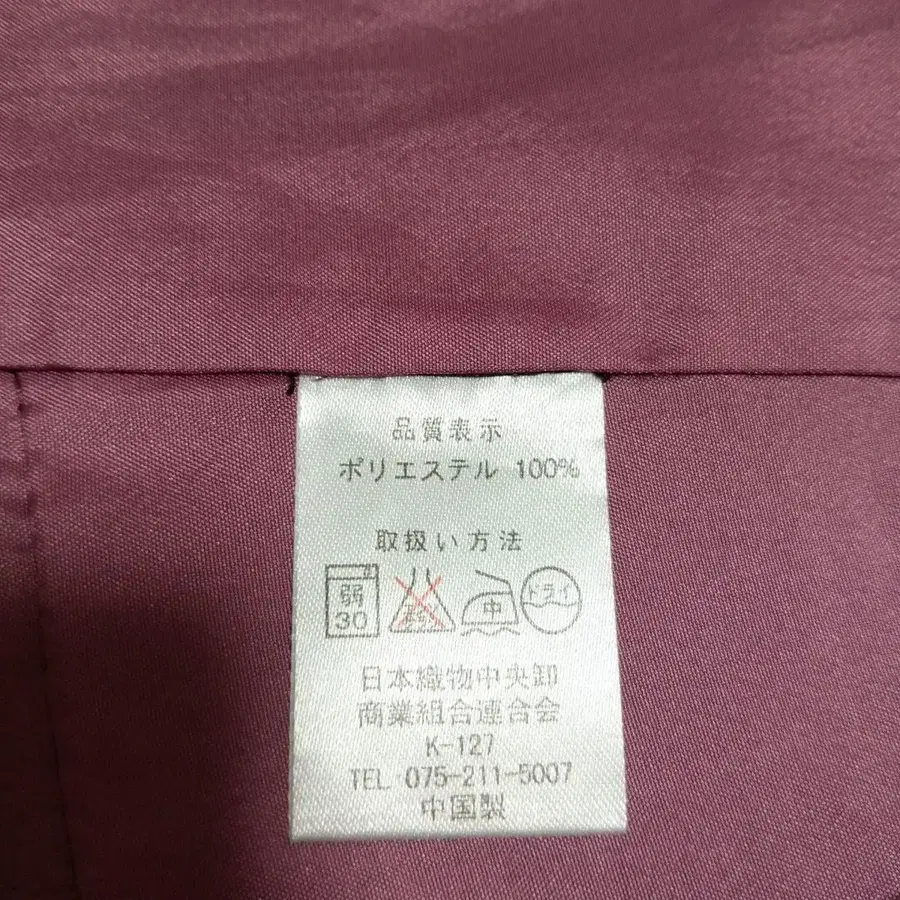 品質表示
ポリエステル 100%
取扱い方法
弱 30 中 ドライ
日本織物中央卸
商業組合連合会
K-127
TEL 075-211-5007
中国製